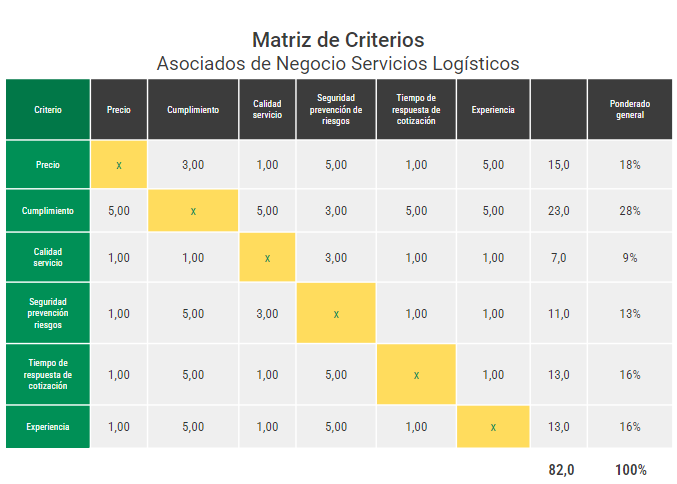 Matriz de Criterios
Asociados de Negocio Servicios Logísticos
Criterio Precio Cumplimiento Calidad servicio Seguridad prevención de riesgos Tiempo de respuesta de cotización Experiencia Ponderado general
Precio x 3,00 1,00 5,00 1,00 5,00 15,0 18%
Cumplimiento 5,00 x 5,00 3,00 5,00 5,00 23,0 28%
Calidad servicio 1,00 1,00 x 3,00 1,00 1,00 7,0 9%
Seguridad prevención riesgos 1,00 5,00 3,00 x 1,00 1,00 11,0 13%
Tiempo de respuesta de cotización 1,00 5,00 1,00 5,00 x 1,00 13,0 16%
Experiencia 1,00 5,00 1,00 5,00 1,00 x 13,0 16%
82,0 100%